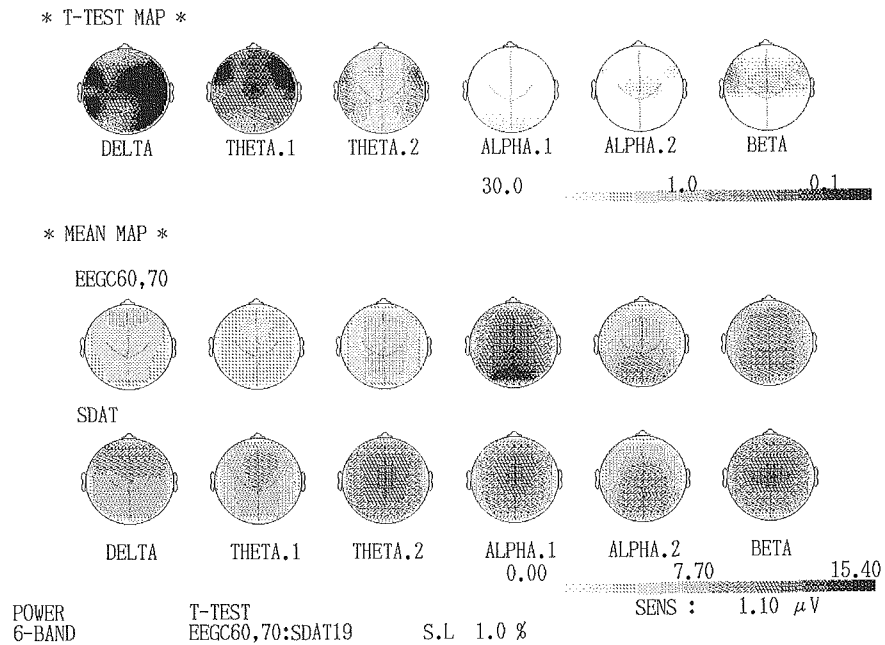 * T-TEST MAP *
DELTA THETA.1 THETA.2 ALPHA.1 ALPHA.2 BETA
30.0 1.0 0.1
* MEAN MAP *
EEGC60,70
SDAT
DELTA THETA.1 THETA.2 ALPHA.1 ALPHA.2 BETA
0.00 7.70 15.40
SENS : 1.10 μV
POWER T-TEST
6-BAND EEGC60,70:SDAT19 S.L 1.0 %